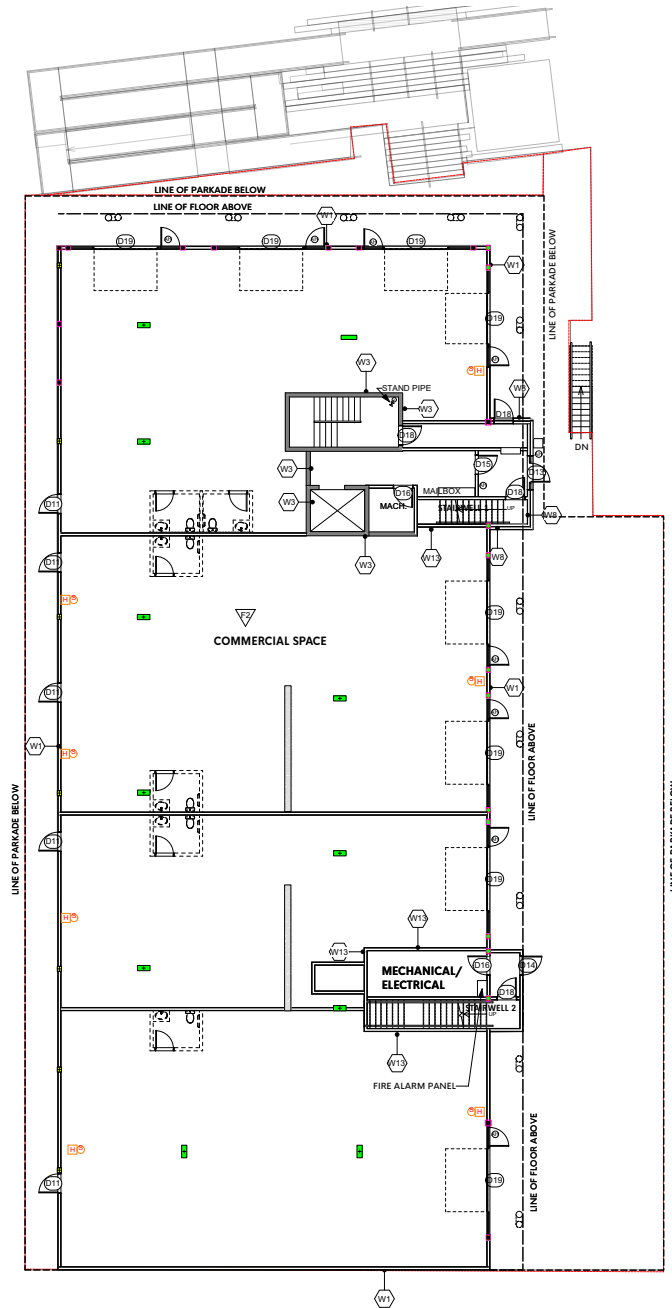 LINE OF PARKADE BELOW
LINE OF FLOOR ABOVE
W1
D19
D19
D19
W1
LINE OF PARKADE BELOW
D19
W3
STAND PIPE
H
W3
W8
D18
D18
DN
W3
D15
D13
D16
MAILBOX
D18
W3
MACH.
STAIRWELL 1
UP
D11
W8
W3
W13
W8
D11
H
F2
D19
COMMERCIAL SPACE
H
D11
W1
W1
H
D19
LINE OF FLOOR ABOVE
D11
LINE OF PARKADE BELOW
D19
H
W13
W13
MECHANICAL/
ELECTRICAL
D16
D14
D18
STAIRWELL 2
UP
W13
FIRE ALARM PANEL
H
H
D19
D11
LINE OF FLOOR ABOVE
W1